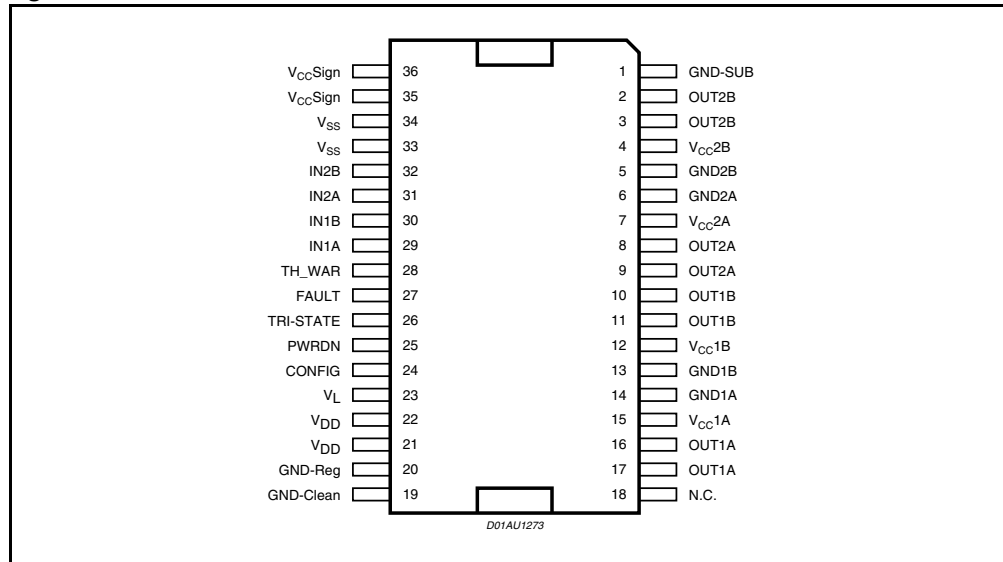 VCCSign 36 1 GND-SUB
VCCSign 35 2 OUT2B
VSS 34 3 OUT2B
VSS 33 4 VCC2B
IN2B 32 5 GND2B
IN2A 31 6 GND2A
IN1B 30 7 VCC2A
IN1A 29 8 OUT2A
TH_WAR 28 9 OUT2A
FAULT 27 10 OUT1B
TRI-STATE 26 11 OUT1B
PWRDN 25 12 VCC1B
CONFIG 24 13 GND1B
VL 23 14 GND1A
VDD 22 15 VCC1A
VDD 21 16 OUT1A
GND-Reg 20 17 OUT1A
GND-Clean 19 18 N.C.
D01AU1273